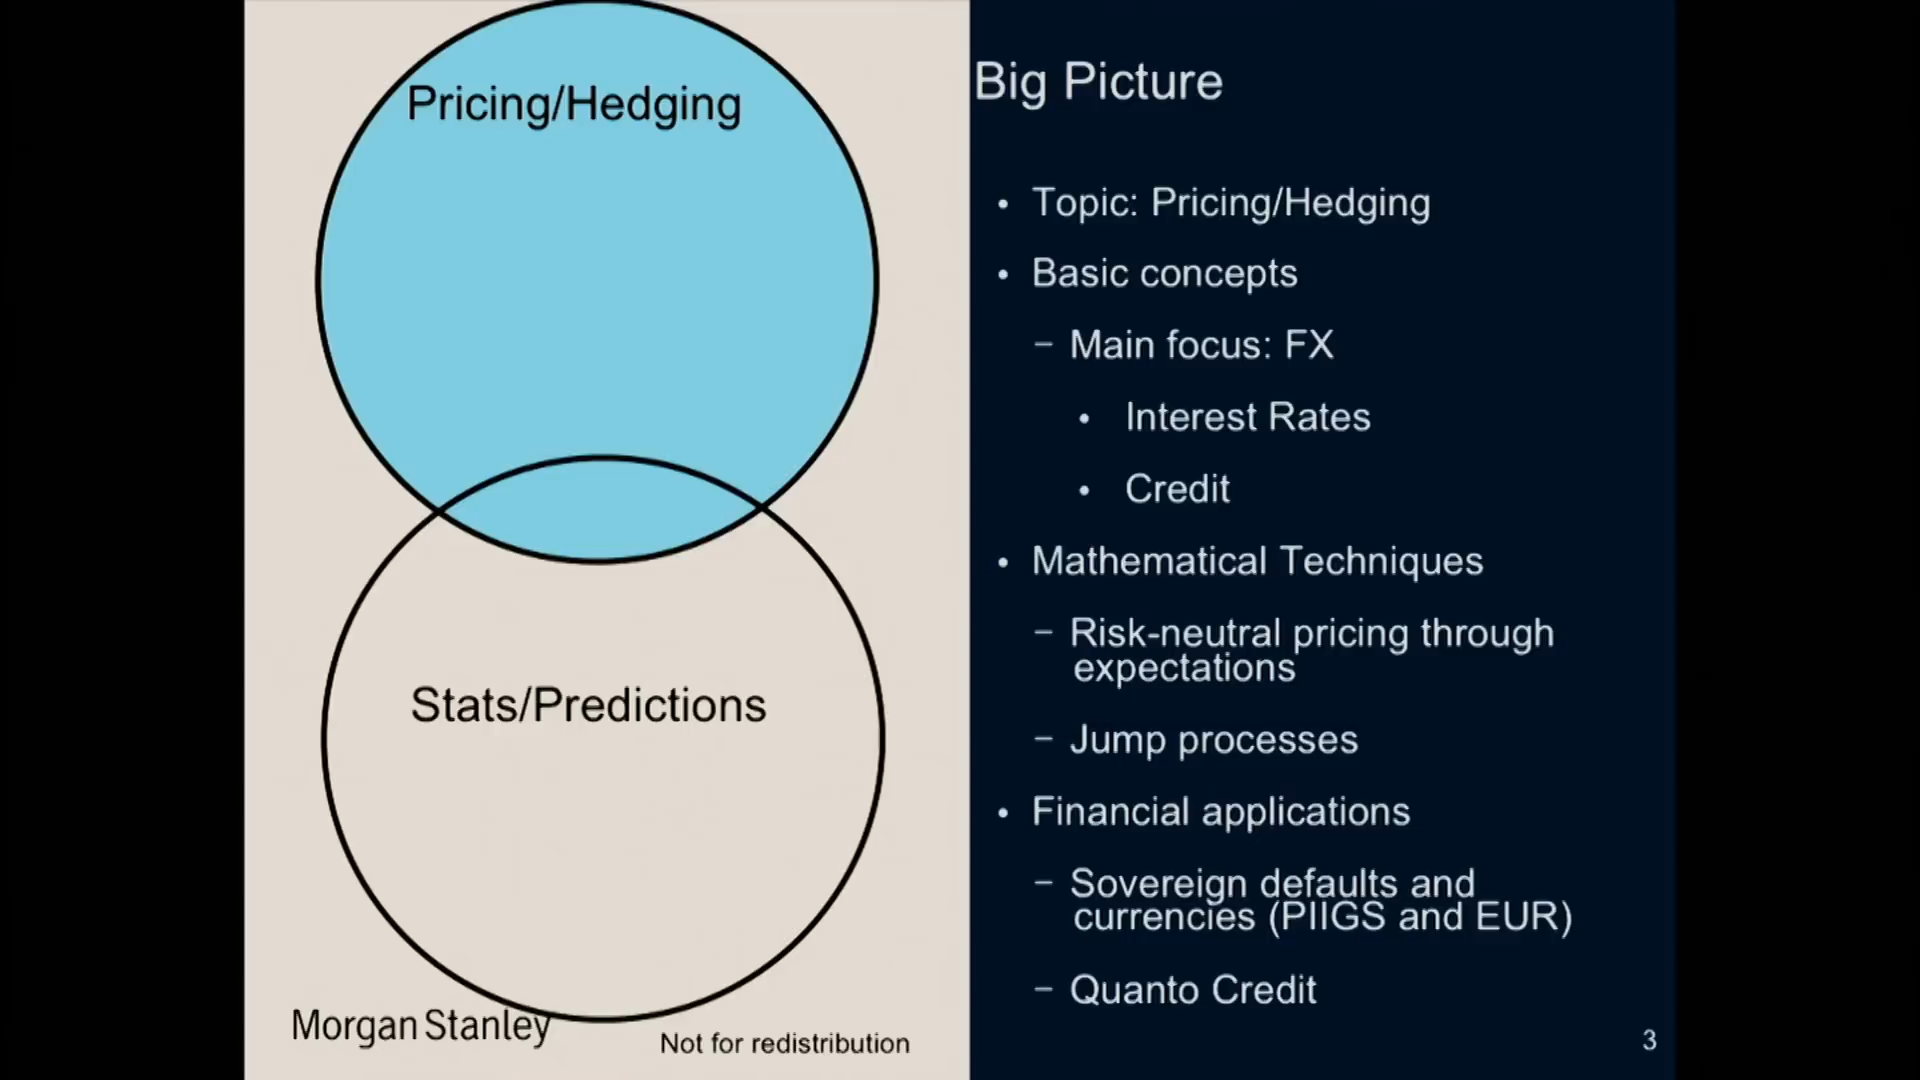 Pricing/Hedging
Stats/Predictions
Morgan Stanley
Not for redistribution
Big Picture
• Topic: Pricing/Hedging
• Basic concepts
– Main focus: FX
• Interest Rates
• Credit
• Mathematical Techniques
– Risk-neutral pricing through
expectations
– Jump processes
• Financial applications
– Sovereign defaults and
currencies (PIIGS and EUR)
– Quanto Credit
3